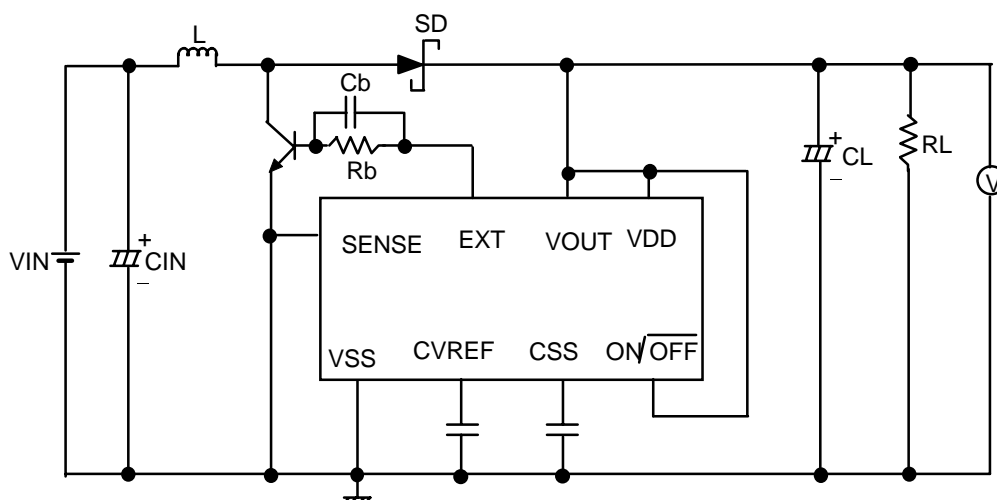 SD
L
Cb
Rb
+
CL
−
RL
V
SENSE
EXT
VOUT
VDD
VIN
+
CIN
−
VSS
CVREF
CSS
ON/OFF